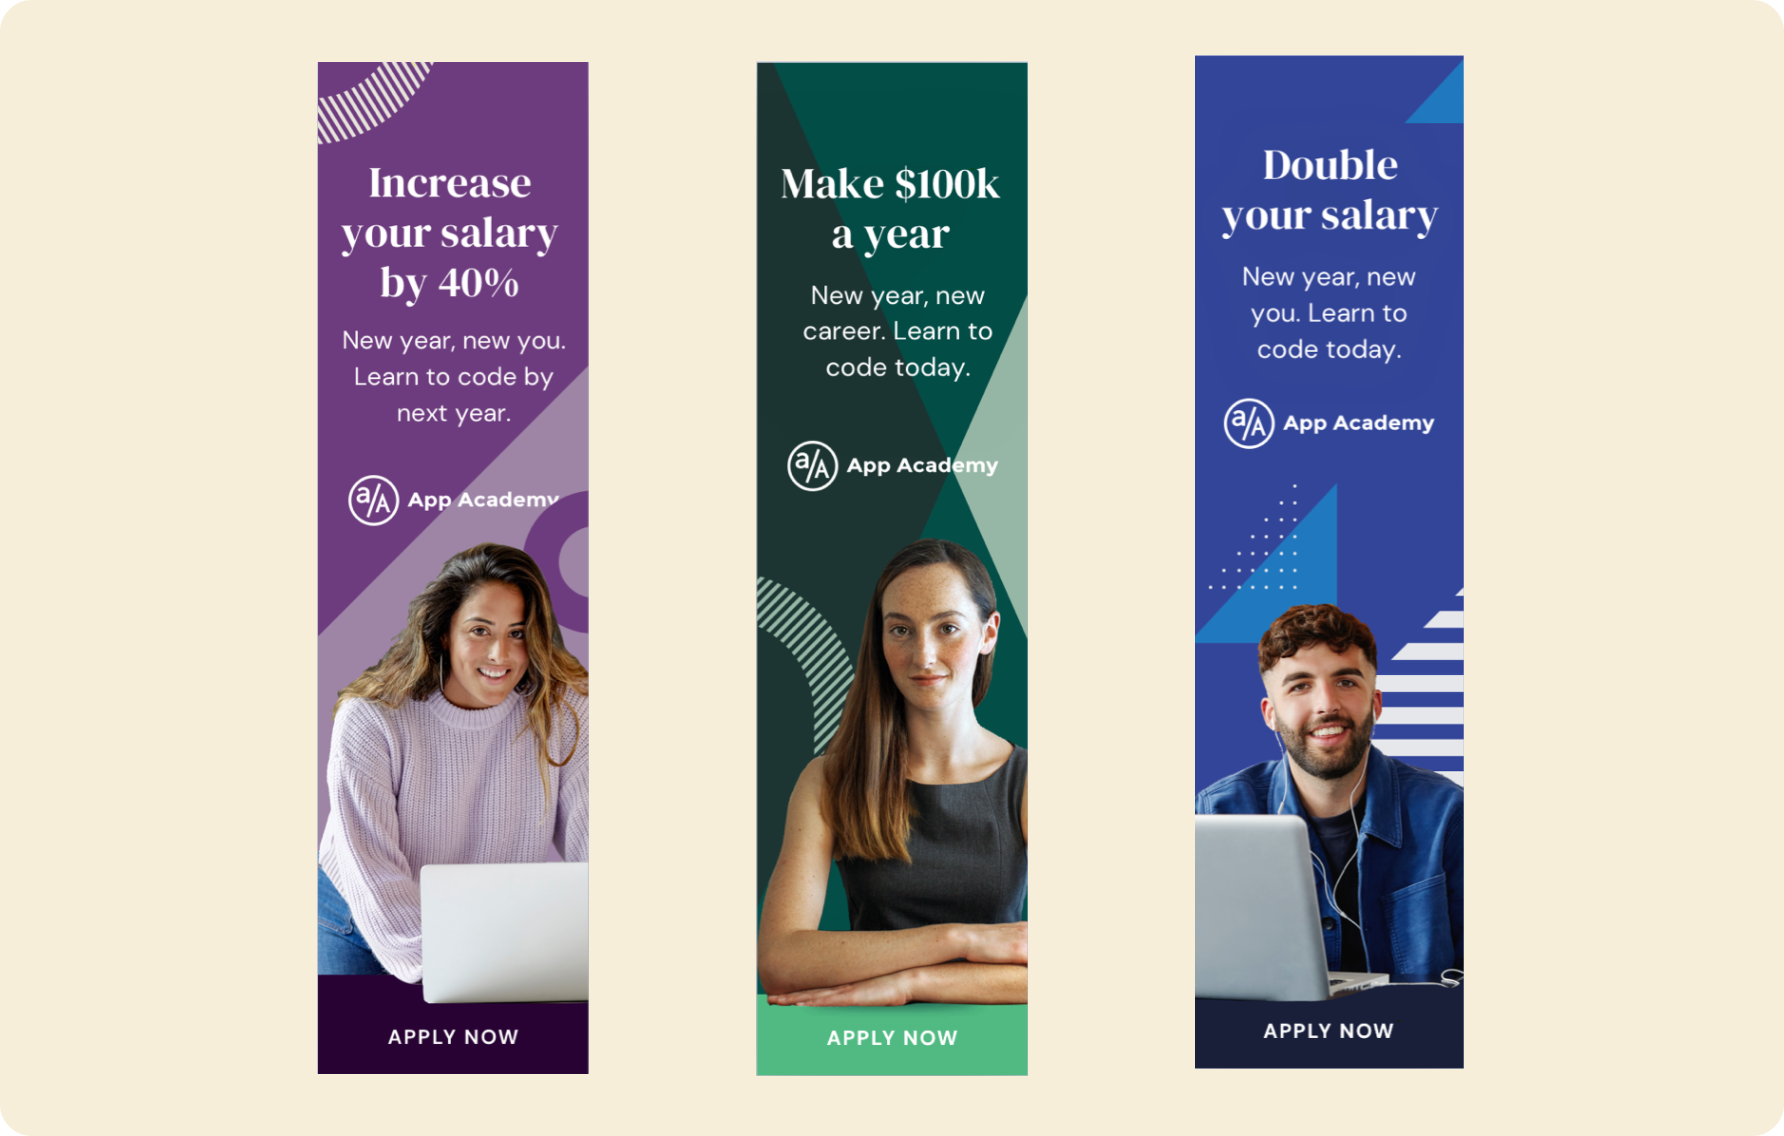 Increase
your salary
by 40%
New year, new you.
Learn to code by
next year.
a/A App Academy
APPLY NOW
Make $100k
a year
New year, new
career. Learn to
code today.
a/A App Academy
APPLY NOW
Double
your salary
New year, new
you. Learn to
code today.
a/A App Academy
APPLY NOW